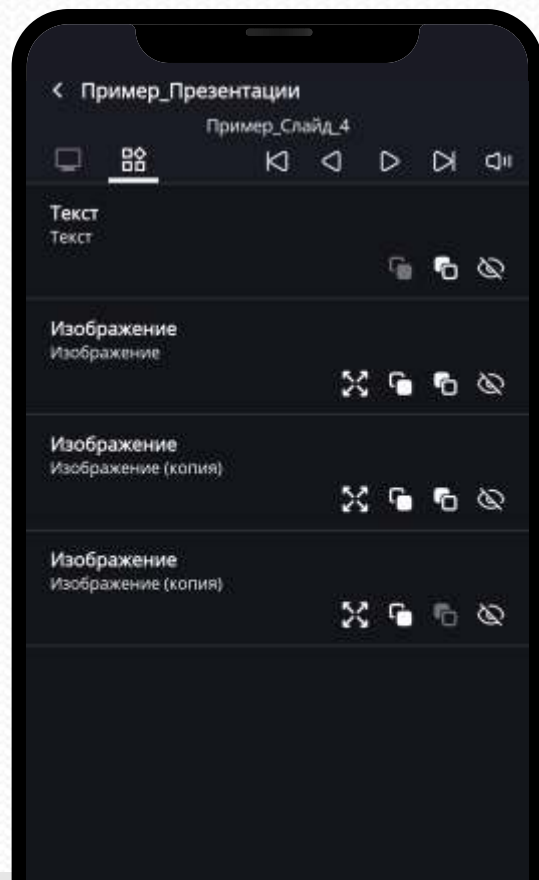 Пример_Презентации
Пример_Слайд_4
Текст
Текст
Изображение
Изображение
Изображение
Изображение (копия)
Изображение
Изображение (копия)